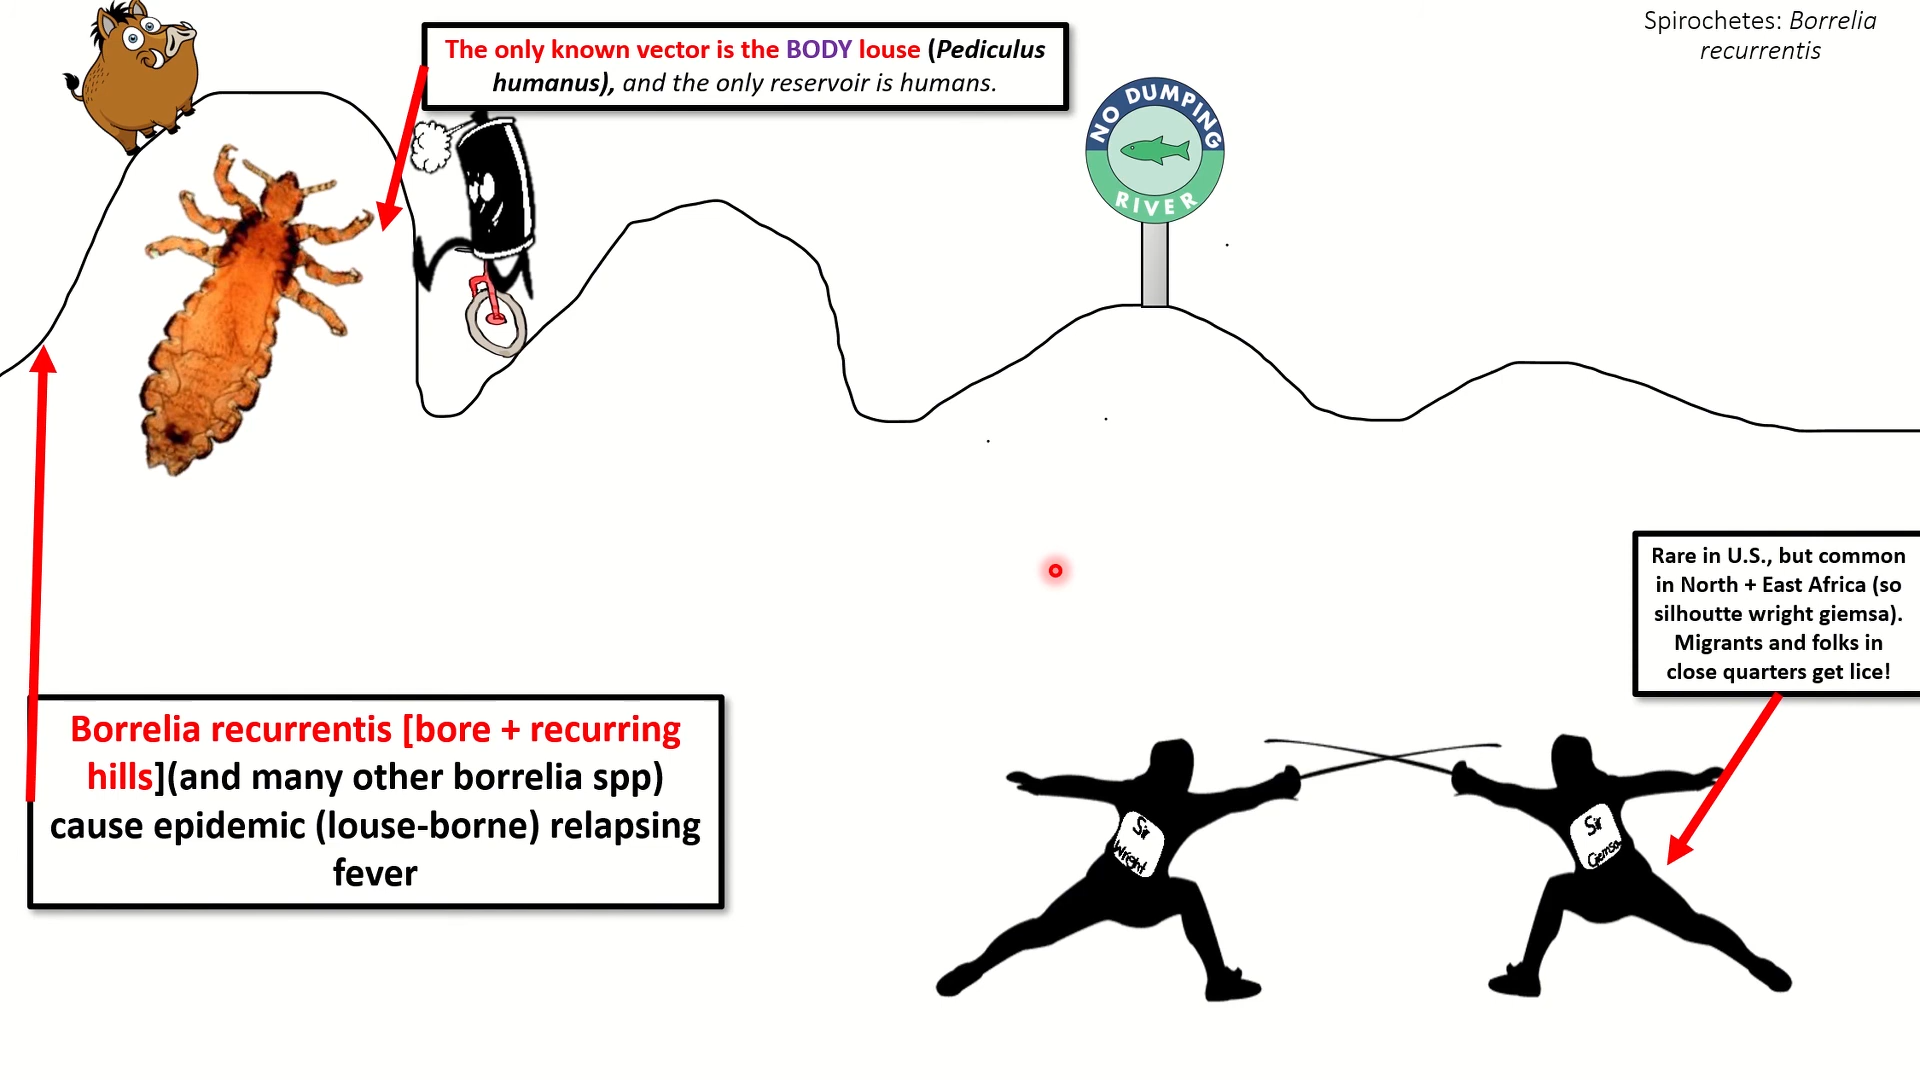 Spirochetes: Borrelia
recurrentis
The only known vector is the BODY louse (Pediculus
humanus), and the only reservoir is humans.
NO DUMPING
RIVER
Rare in U.S., but common
in North + East Africa (so
silhoutte wright giemsa).
Migrants and folks in
close quarters get lice!
Borrelia recurrentis [bore + recurring
hills](and many other borrelia spp)
cause epidemic (louse-borne) relapsing
fever
Sir
Wright
Sir
Giemsa